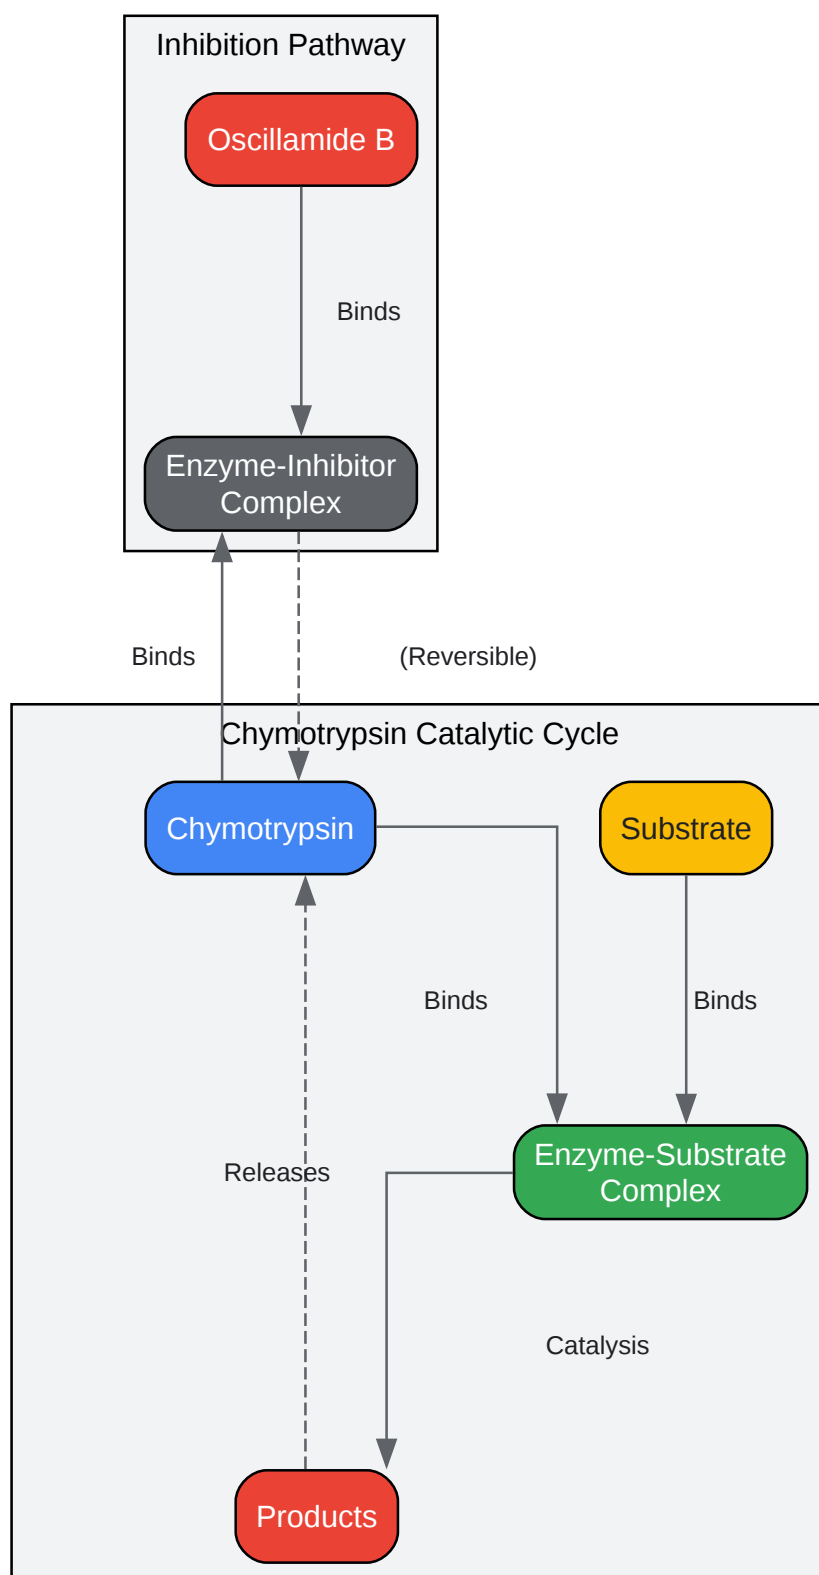 Inhibition Pathway
Oscillamide B
Binds
Enzyme-Inhibitor
Complex
Binds
(Reversible)
Chymotrypsin Catalytic Cycle
Chymotrypsin
Substrate
Binds
Binds
Enzyme-Substrate
Complex
Releases
Catalysis
Products